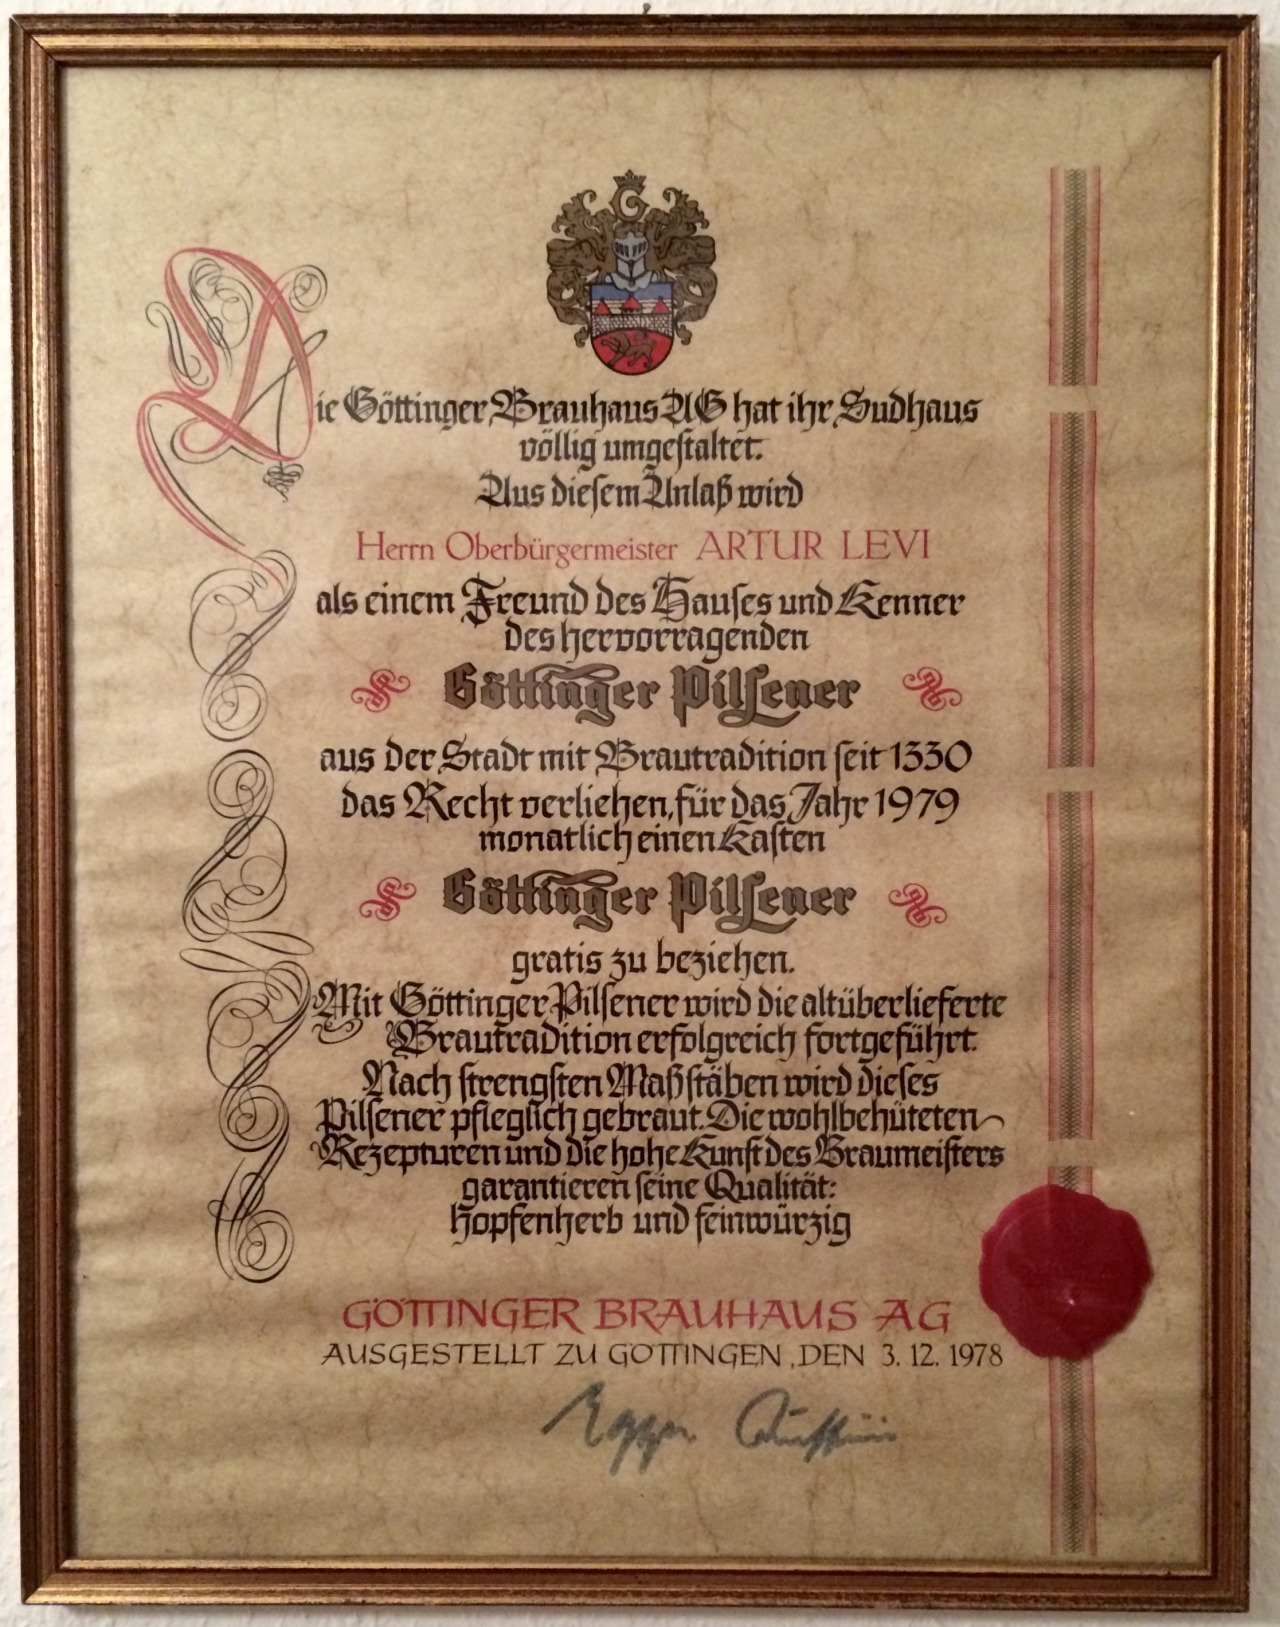 Die Göttinger Brauhaus AG hat ihr Sudhaus
völlig umgestaltet.
Aus diesem Anlaß wird
Herrn Oberbürgermeister ARTUR LEVI
als einem Freund des Hauses und Kenner
des hervorragenden
Göttinger Pilsener
aus der Stadt mit Brautradition seit 1330
das Recht verliehen, für das Jahr 1979
monatlich einen Kasten
Göttinger Pilsener
gratis zu beziehen.
Mit Göttinger Pilsener wird die altüberlieferte
Brautradition erfolgreich fortgeführt.
Nach strengsten Maßstäben wird dieses
Pilsener pfleglich gebraut. Die wohlbehüteten
Rezepturen und die hohe Kunst des Braumeisters
garantieren seine Qualität:
hopfenherb und feinwürzig
GÖTTINGER BRAUHAUS AG
AUSGESTELLT ZU GÖTTINGEN, DEN 3. 12. 1978